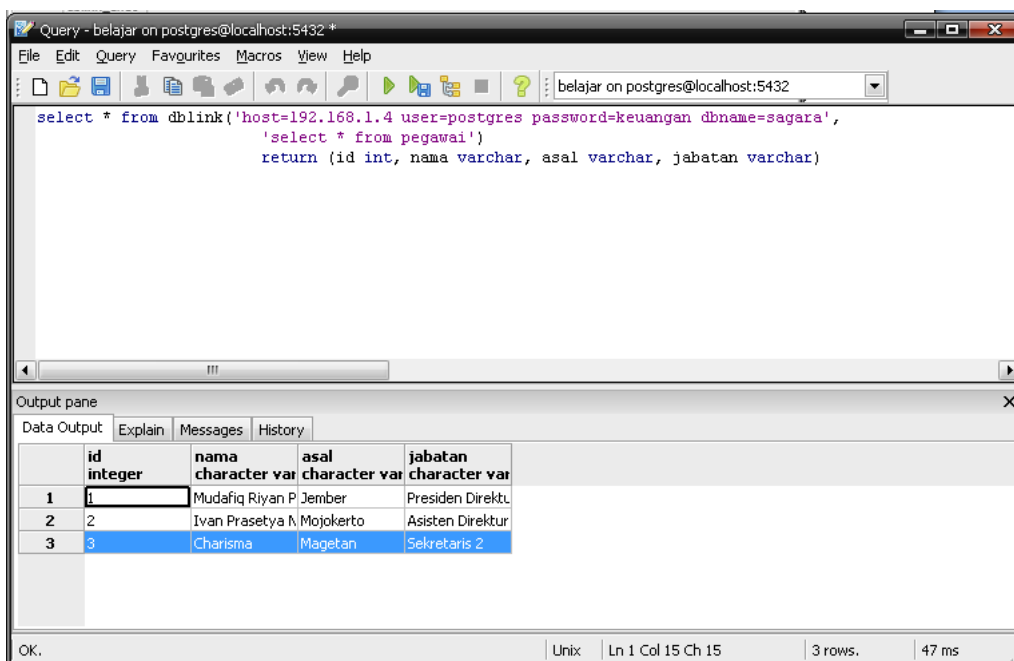 Query - belajar on postgres@localhost:5432 *
File Edit Query Favourites Macros View Help
belajar on postgres@localhost:5432
select * from dblink('host=192.168.1.4 user=postgres password=keuangan dbname=sagara',
'select * from pegawai')
return (id int, nama varchar, asal varchar, jabatan varchar)
Output pane
Data Output Explain Messages History
id nama asal jabatan
integer character var character var character var
1 1 Mudafiq Riyan P Jember Presiden Direktu
2 2 Ivan Prasetya N Mojokerto Asisten Direktur
3 3 Charisma Magetan Sekretaris 2
OK. Unix Ln 1 Col 15 Ch 15 3 rows. 47 ms